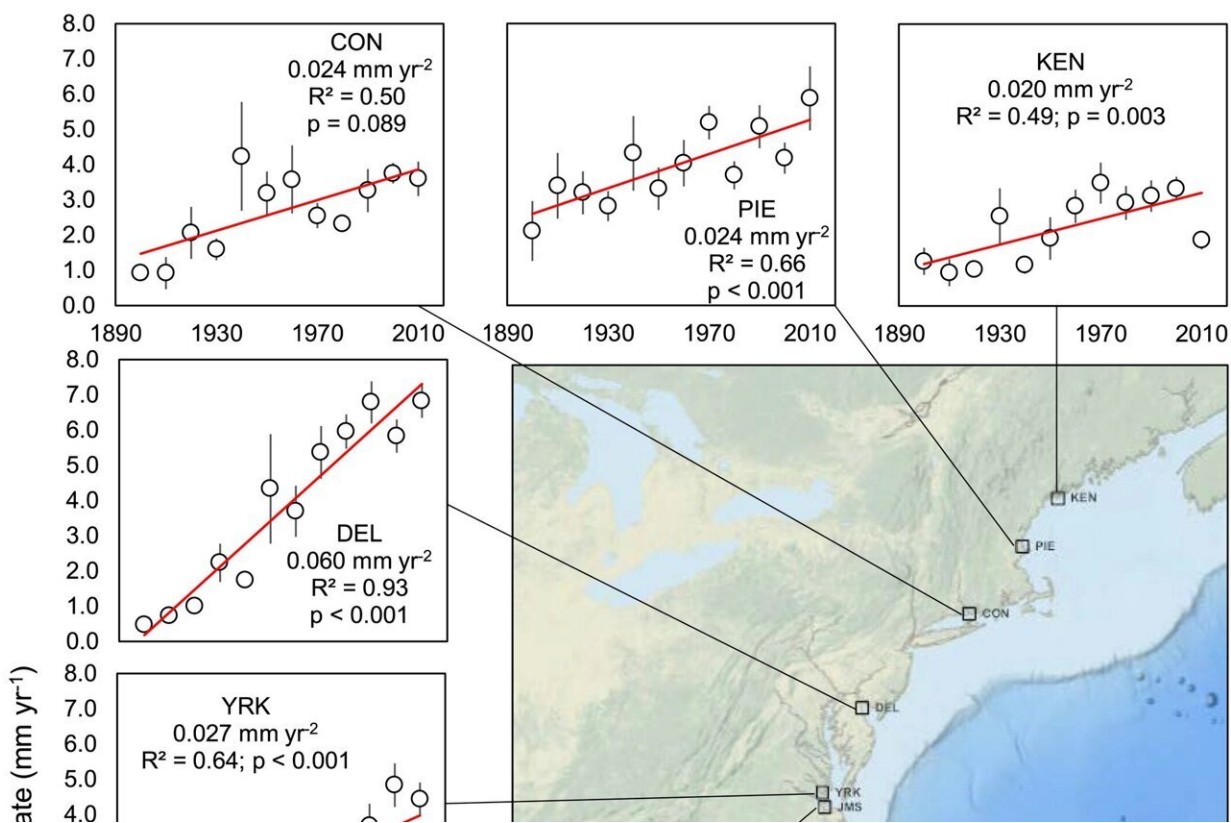 8.0
7.0
6.0
5.0
4.0
3.0
2.0
1.0
0.0
CON
0.024 mm yr-2
R² = 0.50
p = 0.089
1890 1930 1970 2010
PIE
0.024 mm yr-2
R² = 0.66
p < 0.001
1890 1930 1970 2010
KEN
0.020 mm yr-2
R² = 0.49; p = 0.003
1890 1930 1970 2010
8.0
7.0
6.0
5.0
4.0
3.0
2.0
1.0
0.0
DEL
0.060 mm yr-2
R² = 0.93
p < 0.001
8.0
7.0
6.0
5.0
4.0
YRK
0.027 mm yr-2
R² = 0.64; p < 0.001
ate (mm yr-1)
KEN
PIE
CON
DEL
YRK
JMS